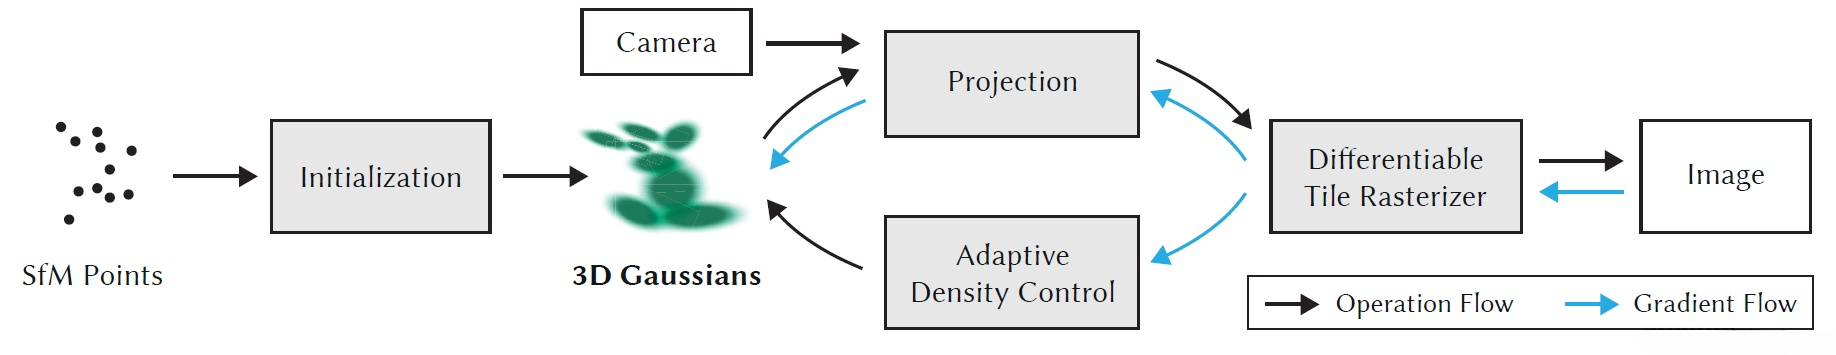 SfM Points
Initialization
3D Gaussians
Camera
Projection
Adaptive
Density Control
Differentiable
Tile Rasterizer
Image
Operation Flow
Gradient Flow